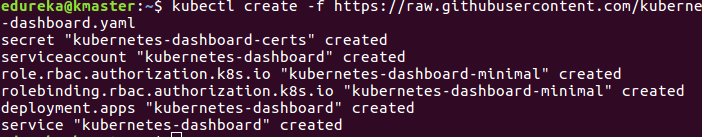 edureka@kmaster:~$ kubectl create -f https://raw.githubusercontent.com/kuberne
-dashboard.yaml
secret "kubernetes-dashboard-certs" created
serviceaccount "kubernetes-dashboard" created
role.rbac.authorization.k8s.io "kubernetes-dashboard-minimal" created
rolebinding.rbac.authorization.k8s.io "kubernetes-dashboard-minimal" created
deployment.apps "kubernetes-dashboard" created
service "kubernetes-dashboard" created